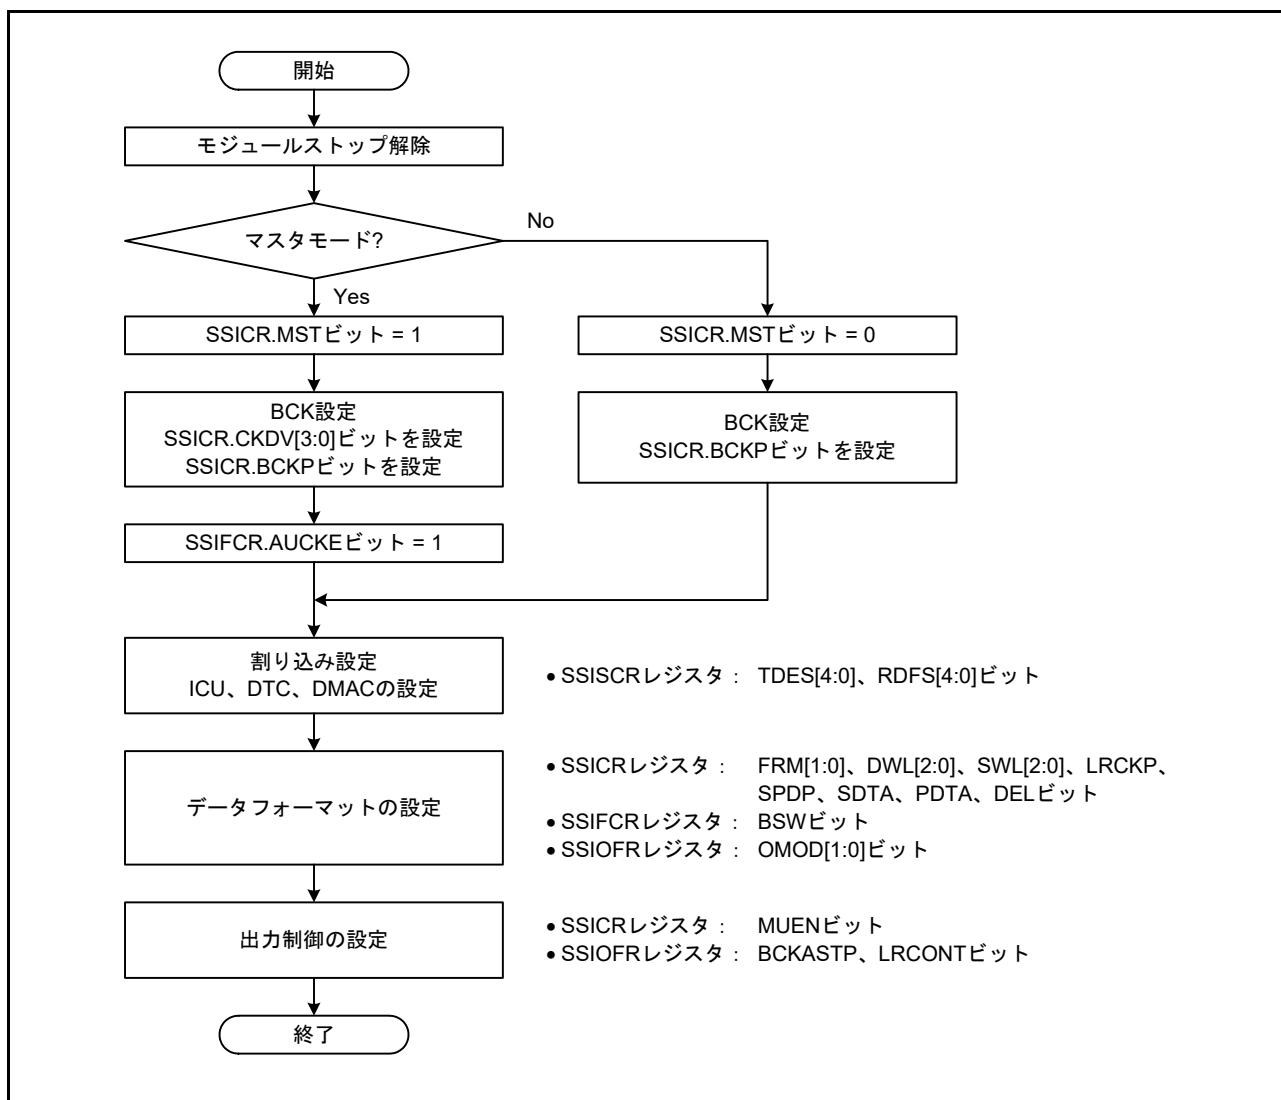 開始
モジュールストップ解除
マスタモード?
No
Yes
SSICR.MSTビット = 1
SSICR.MSTビット = 0
BCK設定
SSICR.CKDV[3:0]ビットを設定
SSICR.BCKPビットを設定
BCK設定
SSICR.BCKPビットを設定
SSIFCR.AUCKEビット = 1
割り込み設定
ICU、DTC、DMACの設定
• SSISCRレジスタ : TDES[4:0]、RDFS[4:0]ビット
データフォーマットの設定
• SSICRレジスタ : FRM[1:0]、DWL[2:0]、SWL[2:0]、LRCKP、
SPDP、SDTA、PDTA、DELビット
• SSIFCRレジスタ : BSWビット
• SSIOFRレジスタ : OMOD[1:0]ビット
出力制御の設定
• SSICRレジスタ : MUENビット
• SSIOFRレジスタ : BCKASTP、LRCONTビット
終了